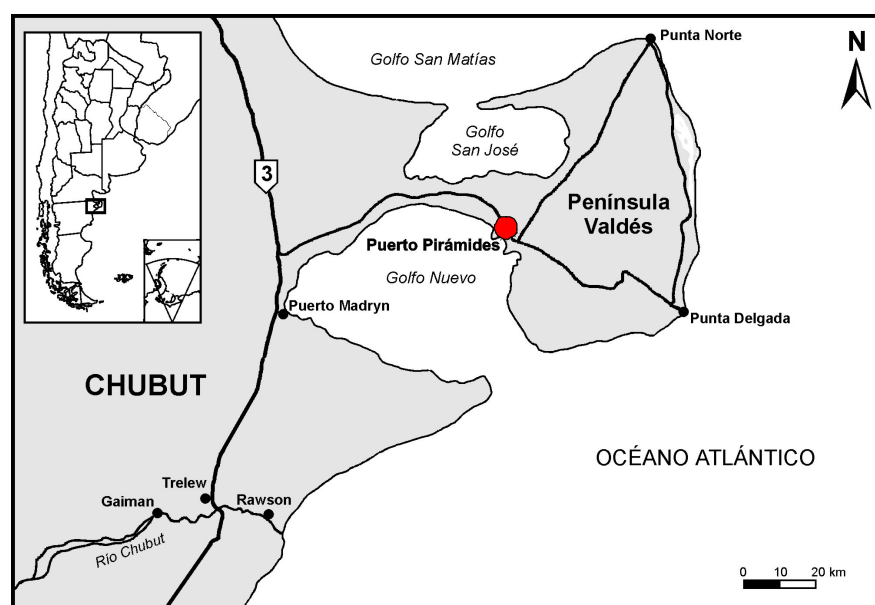 Punta Norte
N
Golfo San Matías
Golfo
San José
3
Península
Valdés
Puerto Pirámides
Golfo Nuevo
Puerto Madryn
Punta Delgada
CHUBUT
OCÉANO ATLÁNTICO
Trelew
Gaiman
Rawson
Río Chubut
0 10 20 km